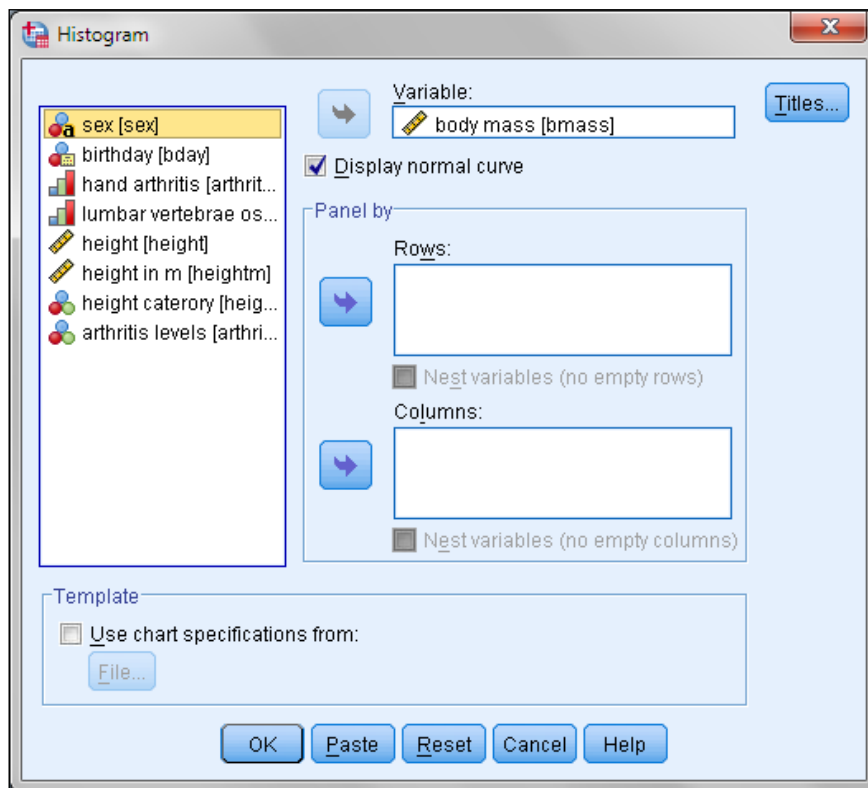 Histogram
sex [sex]
birthday [bday]
hand arthritis [arthrit...
lumbar vertebrae os...
height [height]
height in m [heightm]
height caterory [heig...
arthritis levels [arthri...
Variable:
body mass [bmass]
Titles...
Display normal curve
Panel by
Rows:
Nest variables (no empty rows)
Columns:
Nest variables (no empty columns)
Template
Use chart specifications from:
File...
OK Paste Reset Cancel Help